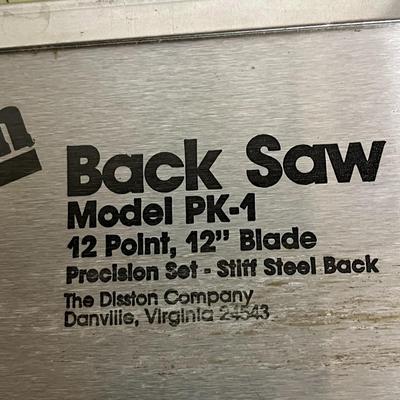 n
Back Saw
Model PK-1
12 Point, 12" Blade
Precision Set - Stiff Steel Back
The Disston Company
Danville, Virginia 24543